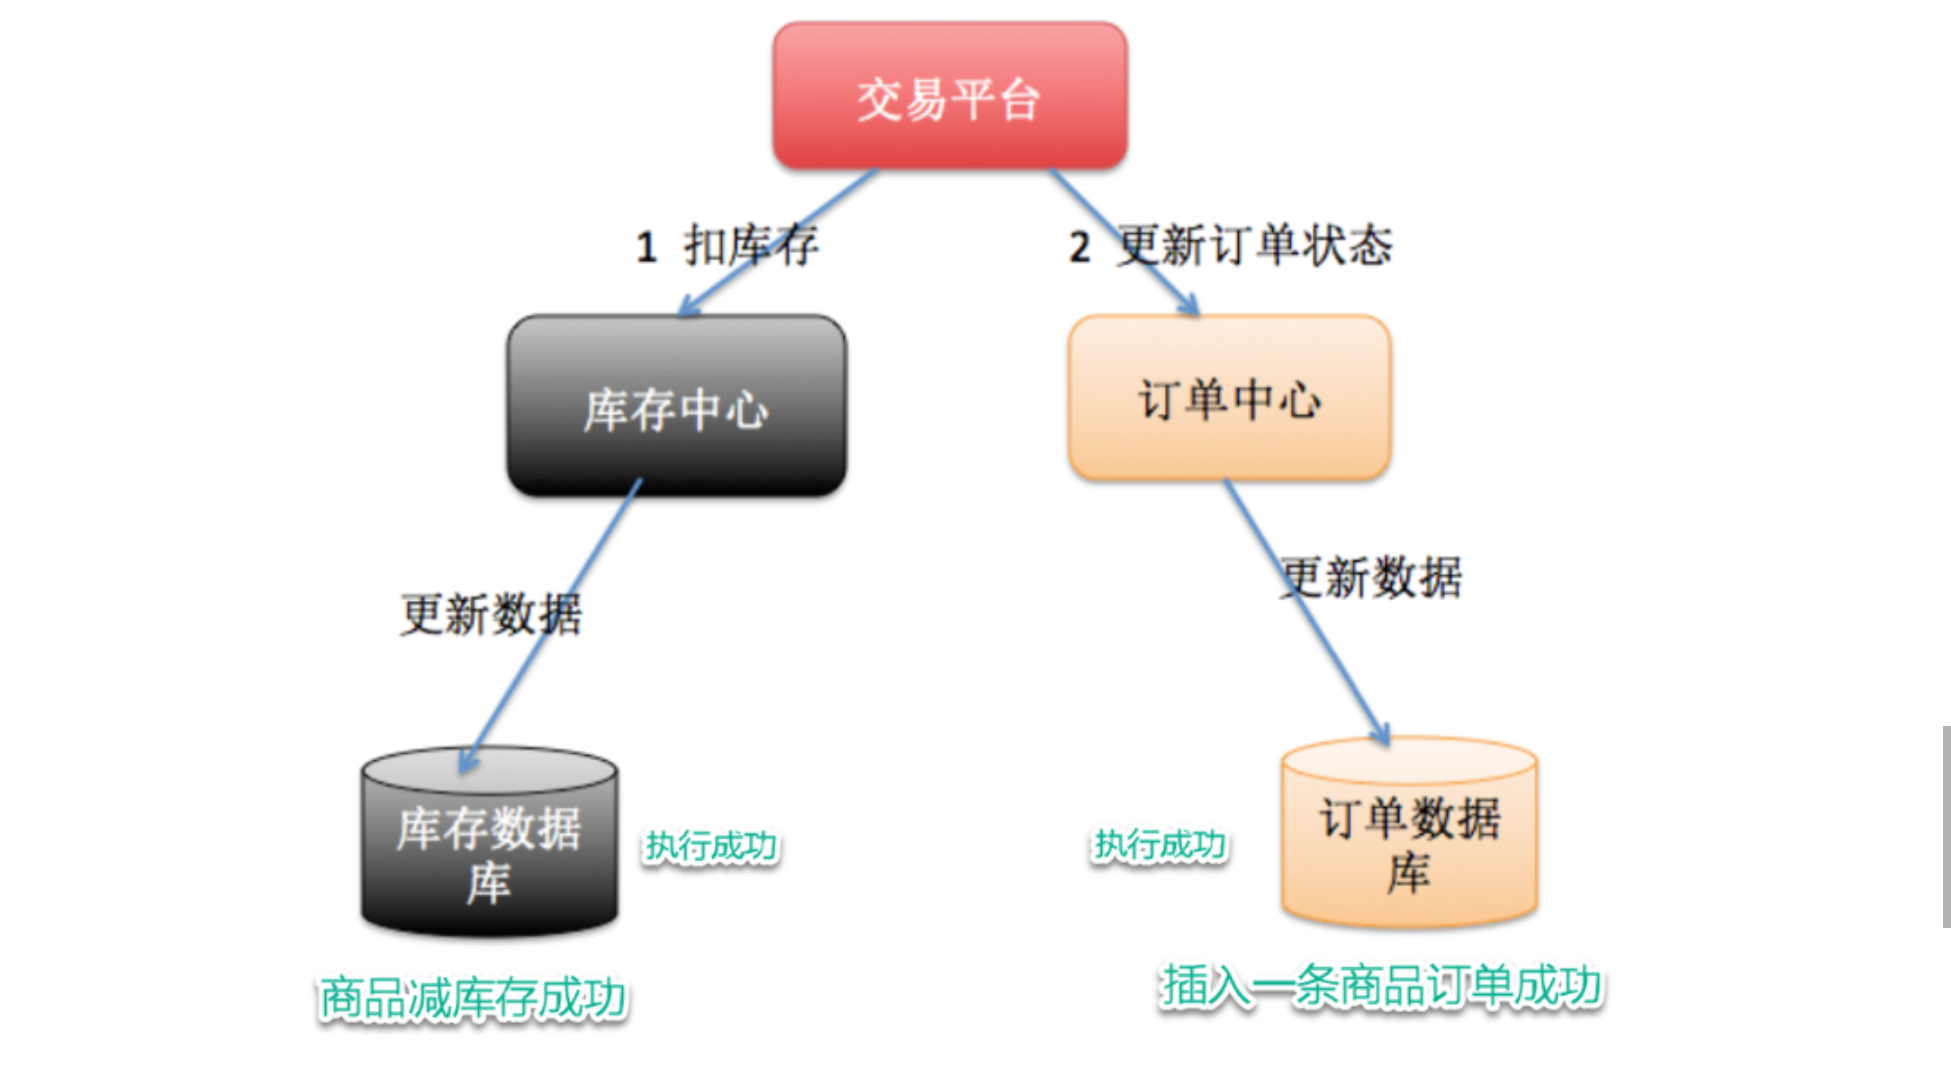 交易平台
1 扣库存
2 更新订单状态
库存中心
订单中心
更新数据
更新数据
库存数据
库
执行成功
执行成功
订单数据
库
商品减库存成功
插入一条商品订单成功